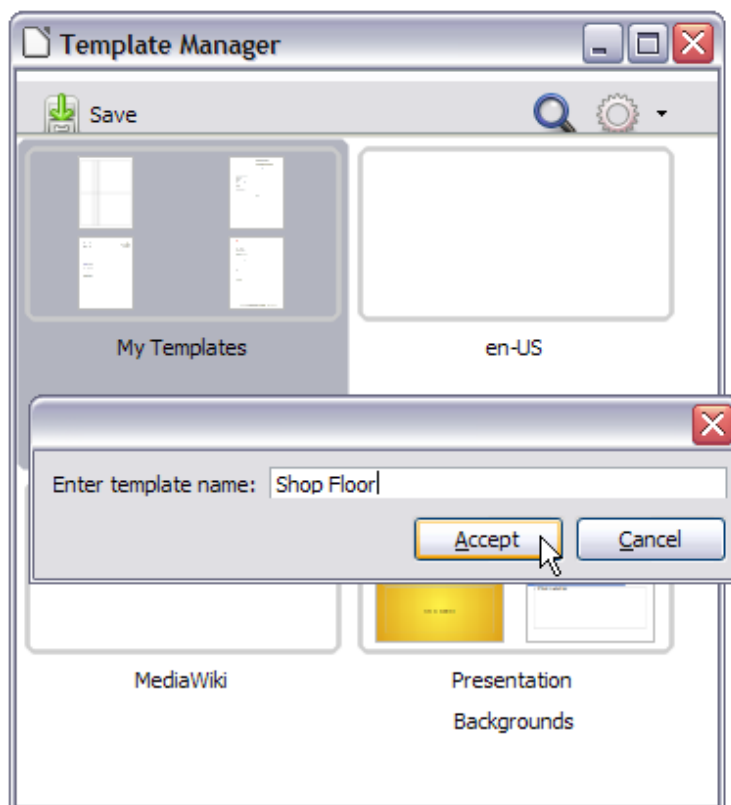 Template Manager
Save
My Templates
en-US
Enter template name: Shop Floor
Accept
Cancel
MediaWiki
Presentation
Backgrounds